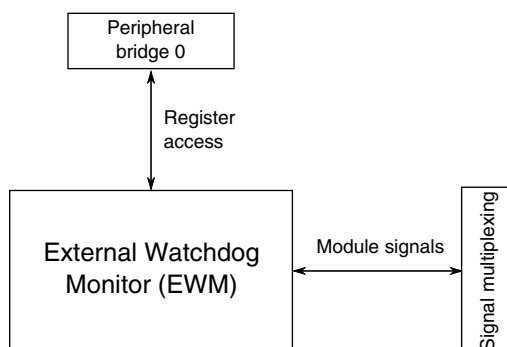 Peripheral
bridge 0
Register
access
External Watchdog
Monitor (EWM)
Module signals
Signal multiplexing